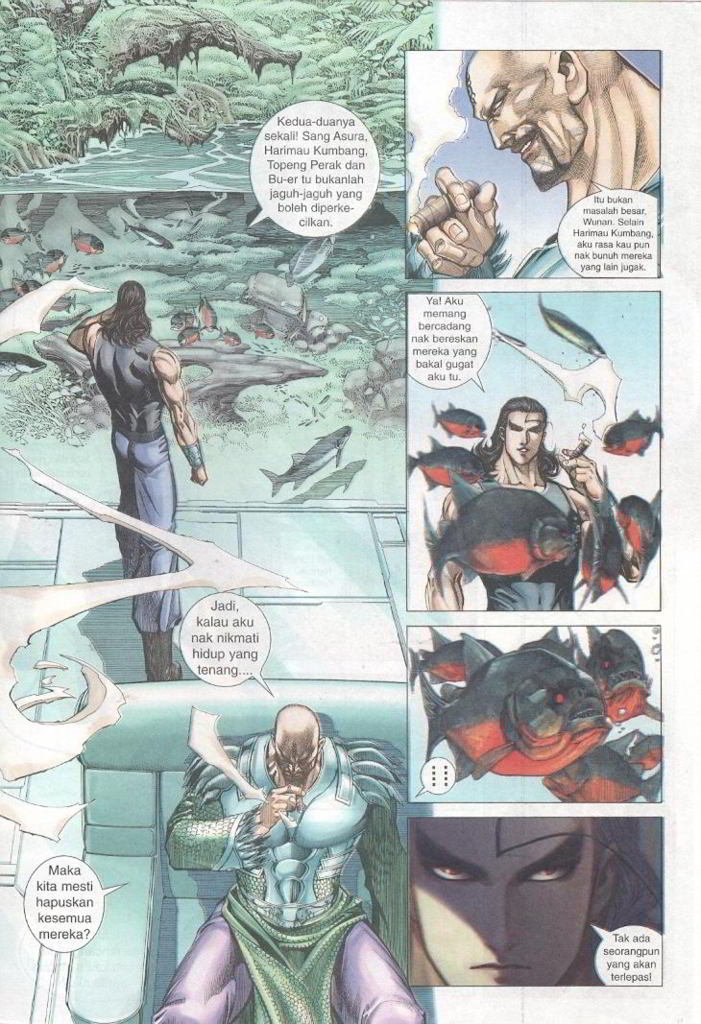 Kedua-duanya
sekali! Sang Asura,
Harimau Kumbang,
Topeng Perak dan
Bu-er tu bukanlah
jaguh-jaguh yang
boleh diperke-
cilkan.
Jadi,
kalau aku
nak nikmati
hidup yang
tenang....
Maka
kita mesti
hapuskan
kesemua
mereka?
Itu bukan
masalah besar,
Wunan. Selain
Harimau Kumbang,
aku rasa kau pun
nak bunuh mereka
yang lain jugak.
Ya! Aku
memang
bercadang
nak bereskan
mereka yang
bakal gugat
aku tu.
Tak ada
seorangpun
yang akan
terlepas!